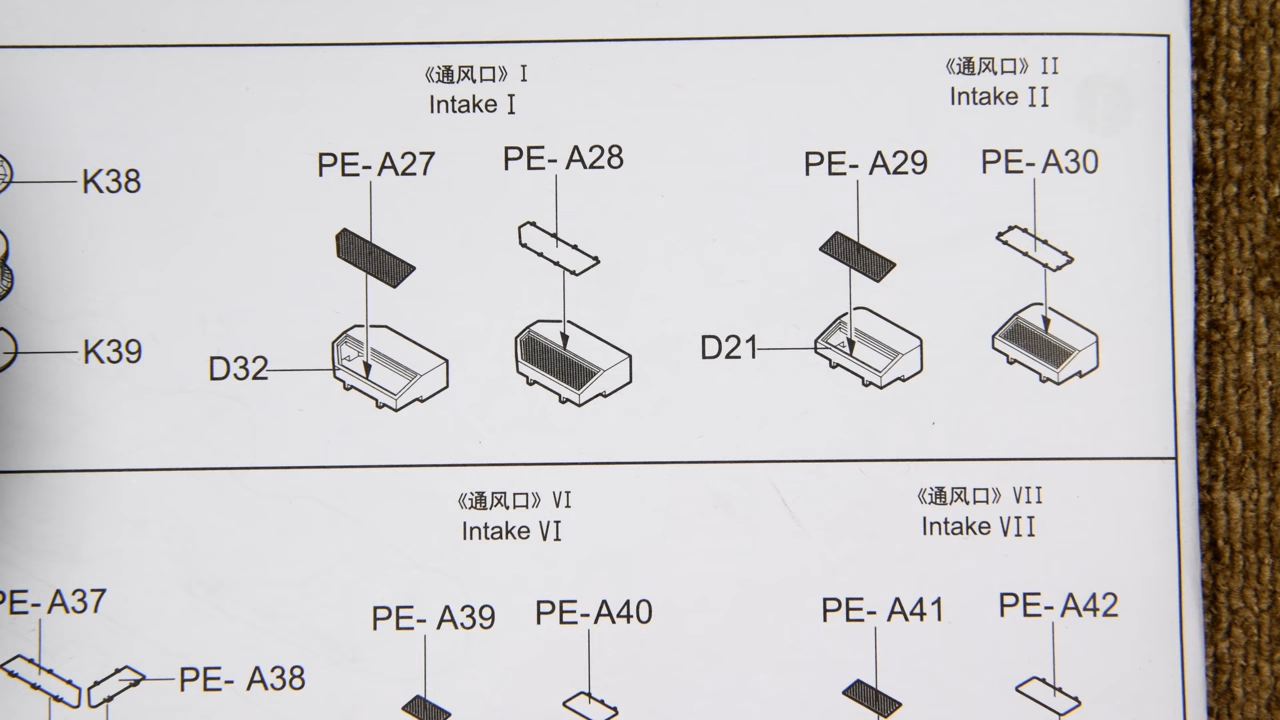 《通风口》 I
Intake I
《通风口》 II
Intake II
PE- A27
PE- A28
PE- A29
PE- A30
K38
K39
D32
D21
《通风口》 VI
Intake VI
《通风口》 VII
Intake VII
PE- A37
PE- A38
PE- A39
PE- A40
PE- A41
PE- A42